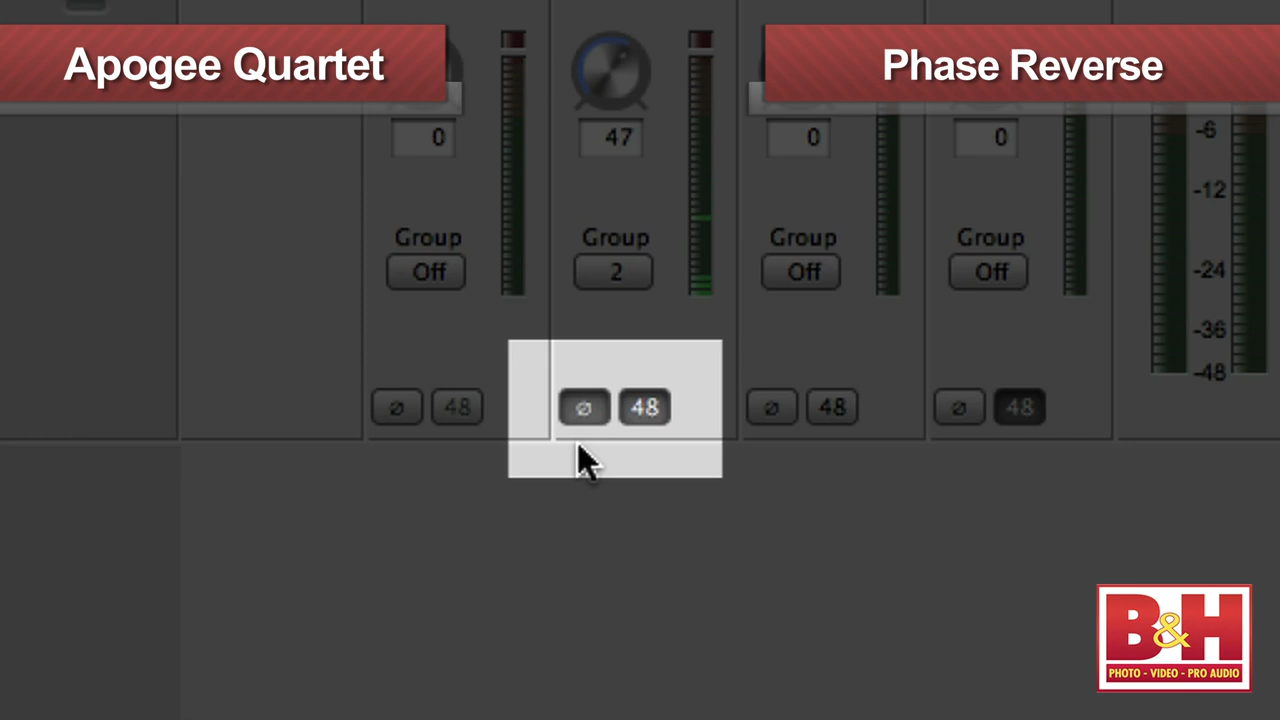 Apogee Quartet
Phase Reverse
0
47
0
0
-6
-12
-24
-36
-48
Group
Group
Group
Group
Off
2
Off
Off
ø 48
ø 48
ø 48
ø 48
B&H
PHOTO - VIDEO - PRO AUDIO